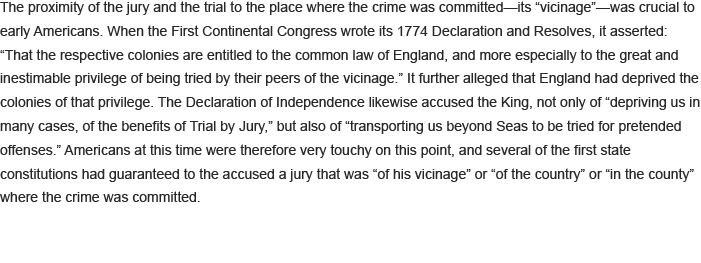 The proximity of the jury and the trial to the place where the crime was committed—its “vicinage”—was crucial to
early Americans. When the First Continental Congress wrote its 1774 Declaration and Resolves, it asserted:
“That the respective colonies are entitled to the common law of England, and more especially to the great and
inestimable privilege of being tried by their peers of the vicinage.” It further alleged that England had deprived the
colonies of that privilege. The Declaration of Independence likewise accused the King, not only of “depriving us in
many cases, of the benefits of Trial by Jury,” but also of “transporting us beyond Seas to be tried for pretended
offenses.” Americans at this time were therefore very touchy on this point, and several of the first state
constitutions had guaranteed to the accused a jury that was “of his vicinage” or “of the country” or “in the county”
where the crime was committed.